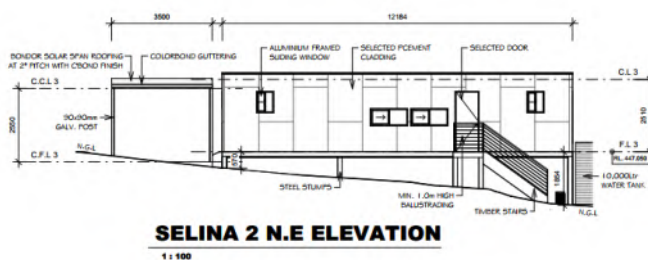 3500
12184
BONDOR SOLAR SPAN ROOFING
AT 2° PITCH WITH C'BOND FINISH
COLORBOND GUTTERING
ALUMINIUM FRAMED
SLIDING WINDOW
SELECTED FCEMENT
CLADDING
SELECTED DOOR
C.C.L 3
C.L 3
2550
90x90mm
GALV. POST
2510
N.G.L
C.F.L 3
573
F.L 3
RL. 447.050
STEEL STUMPS
MIN. 1.0m HIGH
BALUSTRADING
TIMBER STAIRS
1854
10,000Ltr
WATER TANK
N.G.L
SELINA 2 N.E ELEVATION
1 : 100